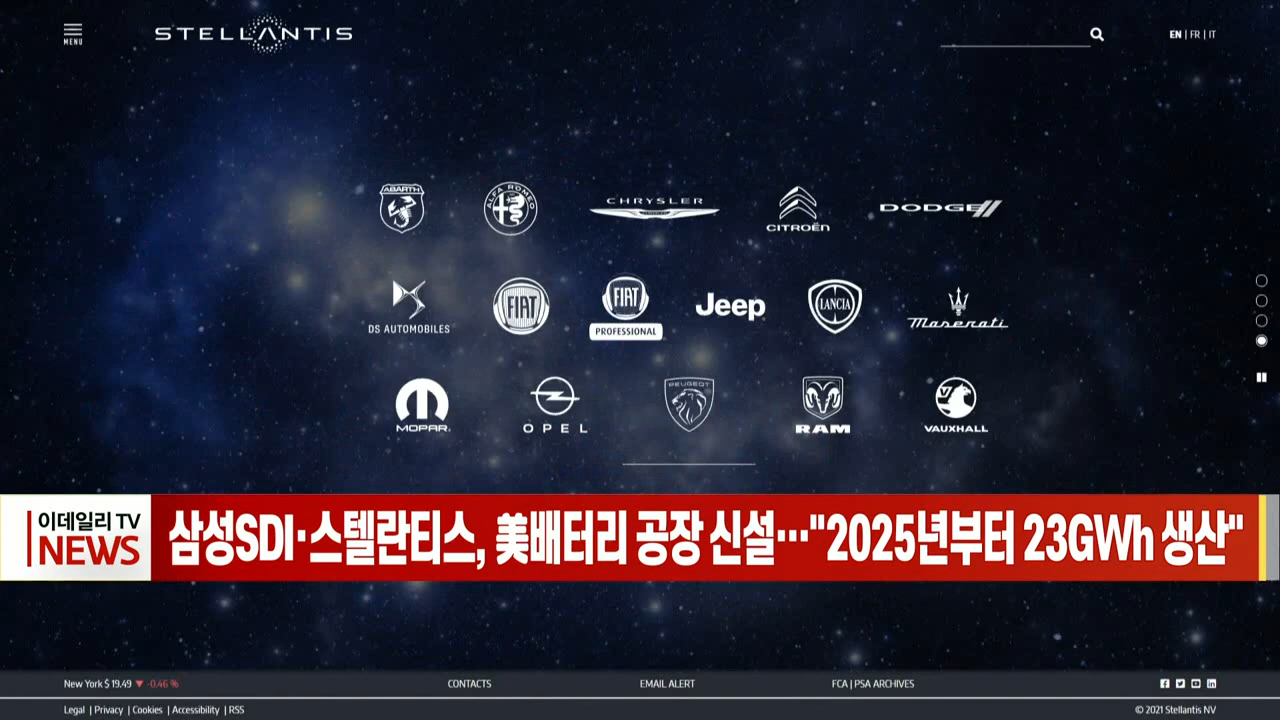 MENU
STELLANTIS
EN | FR | IT
ABARTH
ALFA ROMEO
CHRYSLER
CITROËN
DODGE
DS AUTOMOBILES
FIAT
FIAT
PROFESSIONAL
Jeep
LANCIA
Maserati
MOPAR
OPEL
PEUGEOT
RAM
VAUXHALL
이데일리 TV
NEWS
삼성SDI·스텔란티스, 美배터리 공장 신설…"2025년부터 23GWh 생산"
New York $ 19.49 ▼ -0.46 %
CONTACTS
EMAIL ALERT
FCA | PSA ARCHIVES
Legal | Privacy | Cookies | Accessibility | RSS
© 2021 Stellantis NV